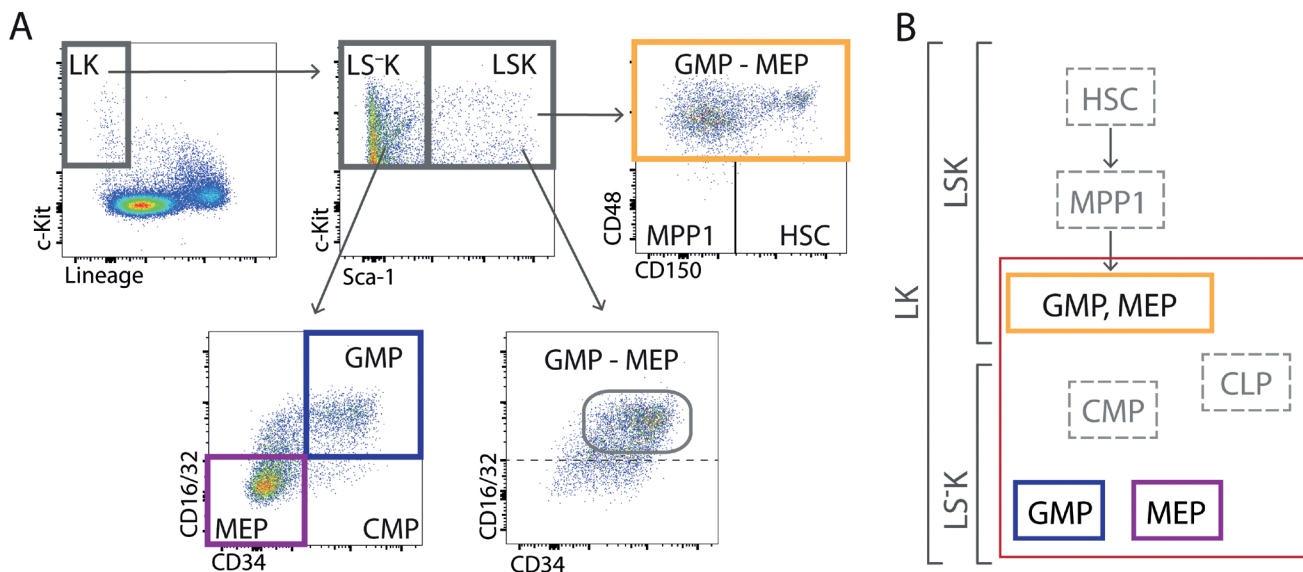 A
LK
c-Kit
Lineage
LS⁻K
LSK
c-Kit
Sca-1
GMP - MEP
MPP1
HSC
CD48
CD150
GMP
MEP
CMP
CD16/32
CD34
GMP - MEP
CD16/32
CD34
B
LK
LSK
LS⁻K
HSC
MPP1
GMP, MEP
CLP
CMP
GMP
MEP